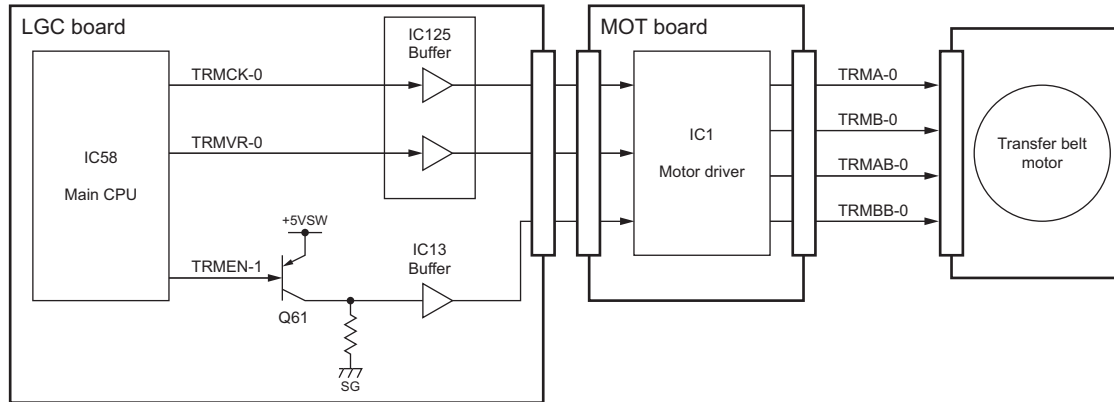 LGC board
MOT board
IC125
Buffer
TRMCK-0
TRMA-0
TRMB-0
IC58
Main CPU
TRMVR-0
IC1
Motor driver
Transfer belt
motor
TRMAB-0
TRMBB-0
+5VSW
IC13
Buffer
TRMEN-1
Q61
SG